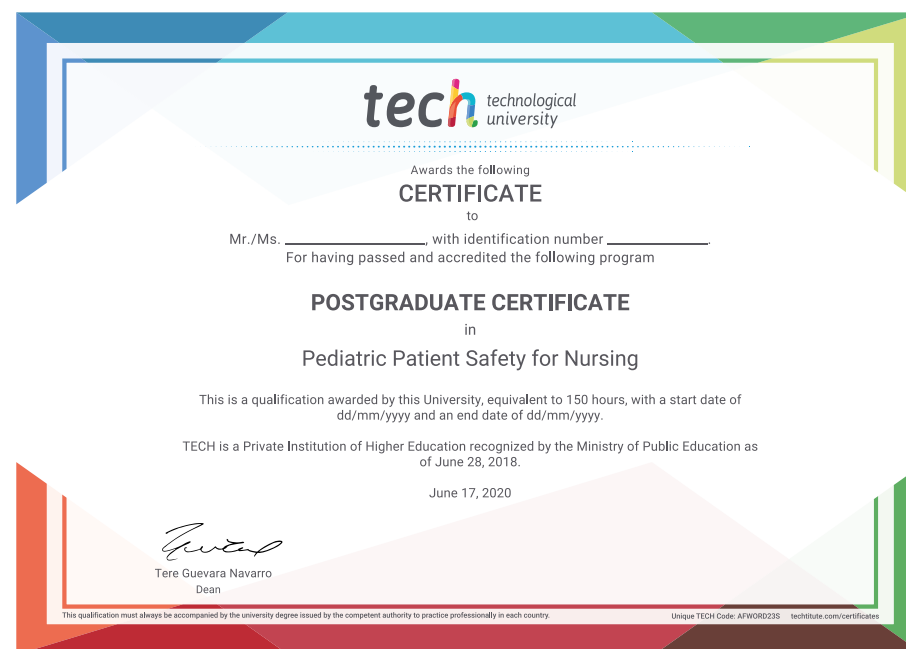 tech technological
university
Awards the following
CERTIFICATE
to
Mr./Ms. ____________________, with identification number ______________.
For having passed and accredited the following program
POSTGRADUATE CERTIFICATE
in
Pediatric Patient Safety for Nursing
This is a qualification awarded by this University, equivalent to 150 hours, with a start date of
dd/mm/yyyy and an end date of dd/mm/yyyy.
TECH is a Private Institution of Higher Education recognized by the Ministry of Public Education as
of June 28, 2018.
June 17, 2020
Tere Guevara Navarro
Dean
This qualification must always be accompanied by the university degree issued by the competent authority to practice professionally in each country.
Unique TECH Code: AFWORD23S techtitute.com/certificates